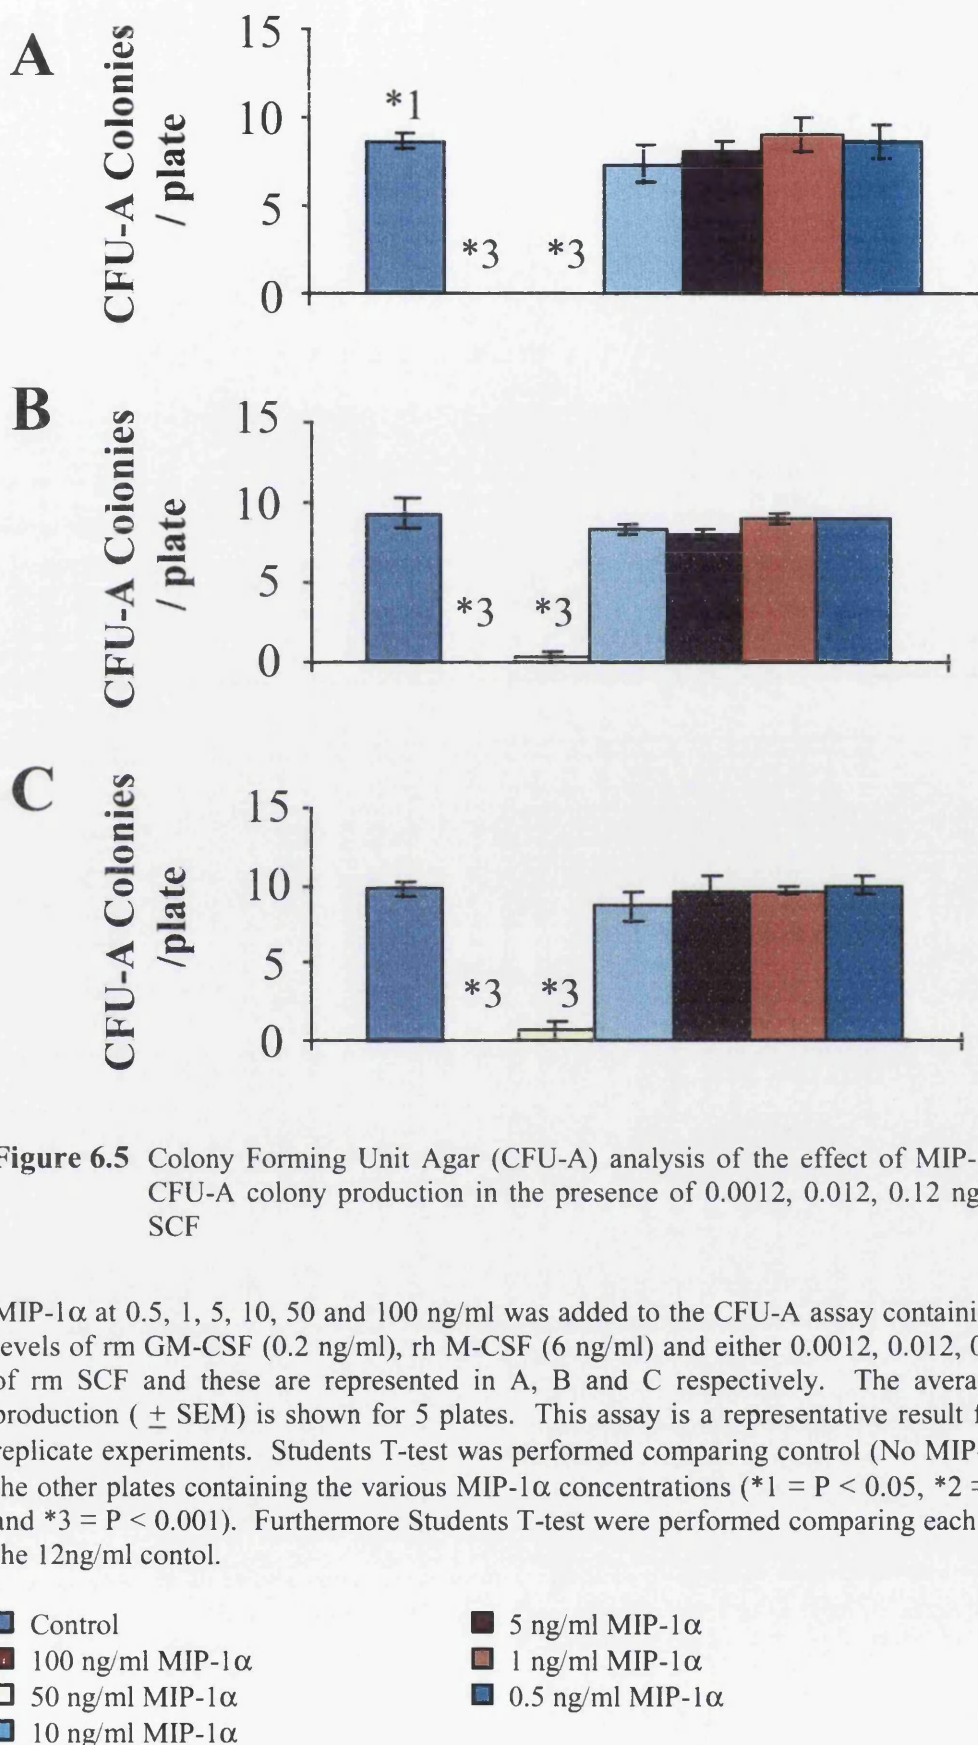 A
CFU-A Colonies
/ plate
15
10
5
0
*1
*3
*3
B
CFU-A Coionies
/ plate
15
10
5
0
*3
*3
C
CFU-A Colonies
/plate
15
10
5
0
*3
*3
Figure 6.5 Colony Forming Unit Agar (CFU-A) analysis of the effect of MIP-
CFU-A colony production in the presence of 0.0012, 0.012, 0.12 ng
SCF
MIP-1α at 0.5, 1, 5, 10, 50 and 100 ng/ml was added to the CFU-A assay containi
levels of rm GM-CSF (0.2 ng/ml), rh M-CSF (6 ng/ml) and either 0.0012, 0.012, 0
of rm SCF and these are represented in A, B and C respectively. The avera
production ( ± SEM) is shown for 5 plates. This assay is a representative result f
replicate experiments. Students T-test was performed comparing control (No MIP-
the other plates containing the various MIP-1α concentrations (*1 = P < 0.05, *2 =
and *3 = P < 0.001). Furthermore Students T-test were performed comparing each
the 12ng/ml contol.
Control
100 ng/ml MIP-1α
50 ng/ml MIP-1α
10 ng/ml MIP-1α
5 ng/ml MIP-1α
1 ng/ml MIP-1α
0.5 ng/ml MIP-1α